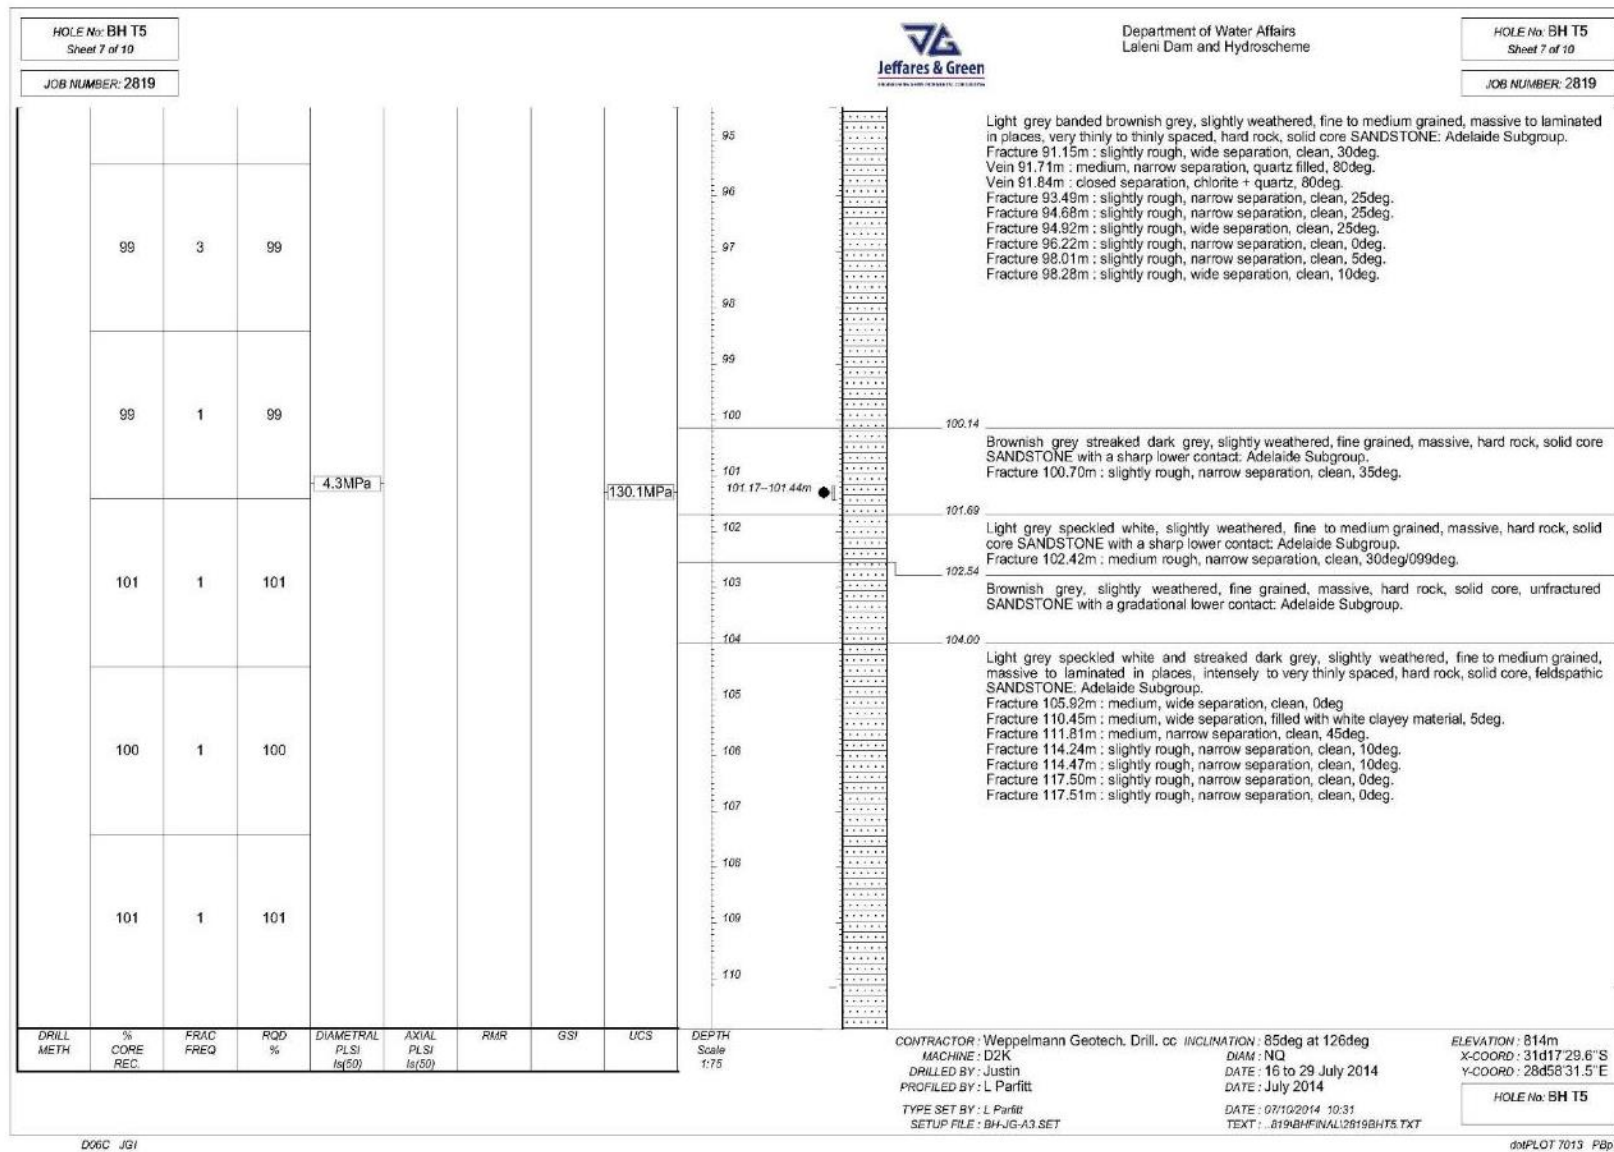 HOLE No: BH T5
Sheet 7 of 10
JOB NUMBER: 2819
Jeffares & Green
Department of Water Affairs
Laleni Dam and Hydroscheme
HOLE No: BH T5
Sheet 7 of 10
JOB NUMBER: 2819
95
96
99 3 99
97
98
99
99 1 99
100
101
4.3MPa
130.1MPa
101.17–101.44m
102
101 1 101
103
104
105
100 1 100
106
107
108
101 1 101
109
110
Light grey banded brownish grey, slightly weathered, fine to medium grained, massive to laminated
in places, very thinly to thinly spaced, hard rock, solid core SANDSTONE: Adelaide Subgroup.
Fracture 91.15m : slightly rough, wide separation, clean, 30deg.
Vein 91.71m : medium, narrow separation, quartz filled, 80deg.
Vein 91.84m : closed separation, chlorite + quartz, 80deg.
Fracture 93.49m : slightly rough, narrow separation, clean, 25deg.
Fracture 94.68m : slightly rough, narrow separation, clean, 25deg.
Fracture 94.92m : slightly rough, wide separation, clean, 25deg.
Fracture 96.22m : slightly rough, narrow separation, clean, 0deg.
Fracture 98.01m : slightly rough, narrow separation, clean, 5deg.
Fracture 98.28m : slightly rough, wide separation, clean, 10deg.
100.14
Brownish grey streaked dark grey, slightly weathered, fine grained, massive, hard rock, solid core
SANDSTONE with a sharp lower contact: Adelaide Subgroup.
Fracture 100.70m : slightly rough, narrow separation, clean, 35deg.
101.69
Light grey speckled white, slightly weathered, fine to medium grained, massive, hard rock, solid
core SANDSTONE with a sharp lower contact: Adelaide Subgroup.
Fracture 102.42m : medium rough, narrow separation, clean, 30deg/099deg.
102.54
Brownish grey, slightly weathered, fine grained, massive, hard rock, solid core, unfractured
SANDSTONE with a gradational lower contact: Adelaide Subgroup.
104.00
Light grey speckled white and streaked dark grey, slightly weathered, fine to medium grained,
massive to laminated in places, intensely to very thinly spaced, hard rock, solid core, feldspathic
SANDSTONE: Adelaide Subgroup.
Fracture 105.92m : medium, wide separation, clean, 0deg
Fracture 110.45m : medium, wide separation, filled with white clayey material, 5deg.
Fracture 111.81m : medium, narrow separation, clean, 45deg.
Fracture 114.24m : slightly rough, narrow separation, clean, 10deg.
Fracture 114.47m : slightly rough, narrow separation, clean, 10deg.
Fracture 117.50m : slightly rough, narrow separation, clean, 0deg.
Fracture 117.51m : slightly rough, narrow separation, clean, 0deg.
DRILL % FRAC RQD DIAMETRAL AXIAL RMR GSI UCS DEPTH
METH CORE FREQ % PLSI PLSI Scale
REC. Is(50) Is(50) 1:75
CONTRACTOR : Weppelmann Geotech. Drill. cc INCLINATION : 85deg at 126deg ELEVATION : 814m
MACHINE : D2K DIAM : NQ X-COORD : 31d17'29.6"S
DRILLED BY : Justin DATE : 16 to 29 July 2014 Y-COORD : 28d58'31.5"E
PROFILED BY : L Parfitt DATE : July 2014
HOLE No: BH T5
TYPE SET BY : L Parfitt DATE : 07/10/2014 10:31
SETUP FILE : BH-JG-A3.SET TEXT : ..819\BHFINAL\2819BHT5.TXT
D06C JGI dotPLOT 7013 PBp